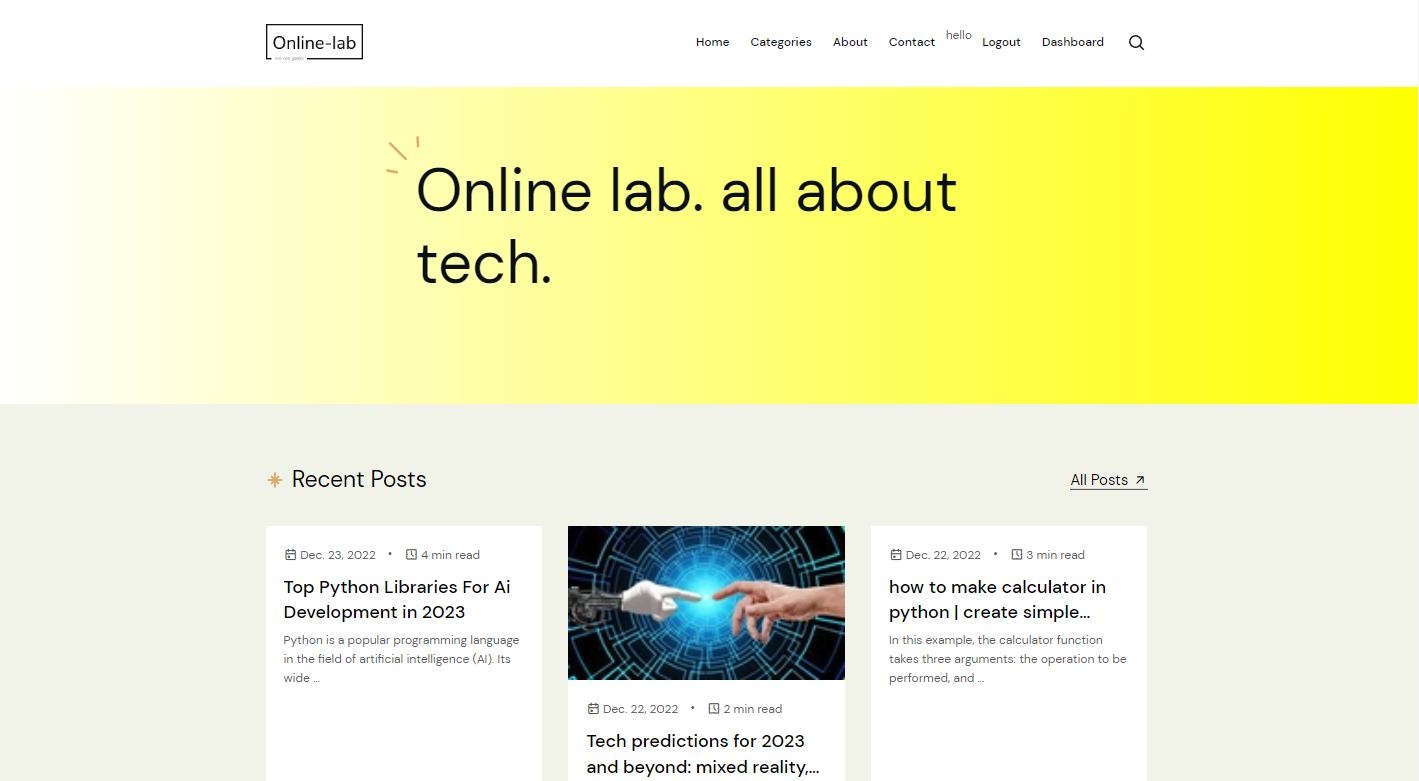 Online-lab
Home Categories About Contact hello Logout Dashboard
Online lab. all about
tech.
Recent Posts
All Posts
Dec. 23, 2022 • 4 min read
Top Python Libraries For Ai
Development in 2023
Python is a popular programming language
in the field of artificial intelligence (AI). Its
wide ...
Dec. 22, 2022 • 2 min read
Tech predictions for 2023
and beyond: mixed reality,...
Dec. 22, 2022 • 3 min read
how to make calculator in
python | create simple...
In this example, the calculator function
takes three arguments: the operation to be
performed, and ...